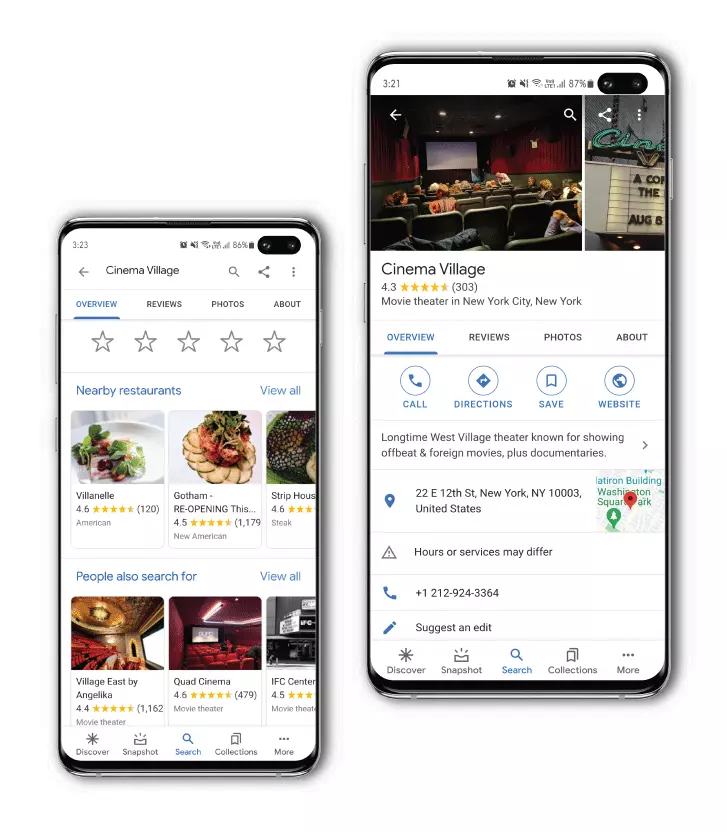 3:23
86%
Cinema Village
OVERVIEW REVIEWS PHOTOS ABOUT
Nearby restaurants View all
Villanelle
4.6 (120)
American
Gotham -
RE-OPENING This...
4.5 (1,179
New American
Strip Hous
4.6
Steak
People also search for View all
Village East by
Angelika
4.4 (1,162
Movie theater
Quad Cinema
4.6 (479)
Movie theater
IFC Center
4.5
Movie theate
Discover Snapshot Search Collections More
3:21
87%
Cine
A COP
THE
AUG 6
Cinema Village
4.3 (303)
Movie theater in New York City, New York
OVERVIEW REVIEWS PHOTOS ABOUT
CALL DIRECTIONS SAVE WEBSITE
Longtime West Village theater known for showing
offbeat & foreign movies, plus documentaries.
22 E 12th St, New York, NY 10003,
United States
latiron Building
Washington
Square Park
Hours or services may differ
+1 212-924-3364
Suggest an edit
Discover Snapshot Search Collections More